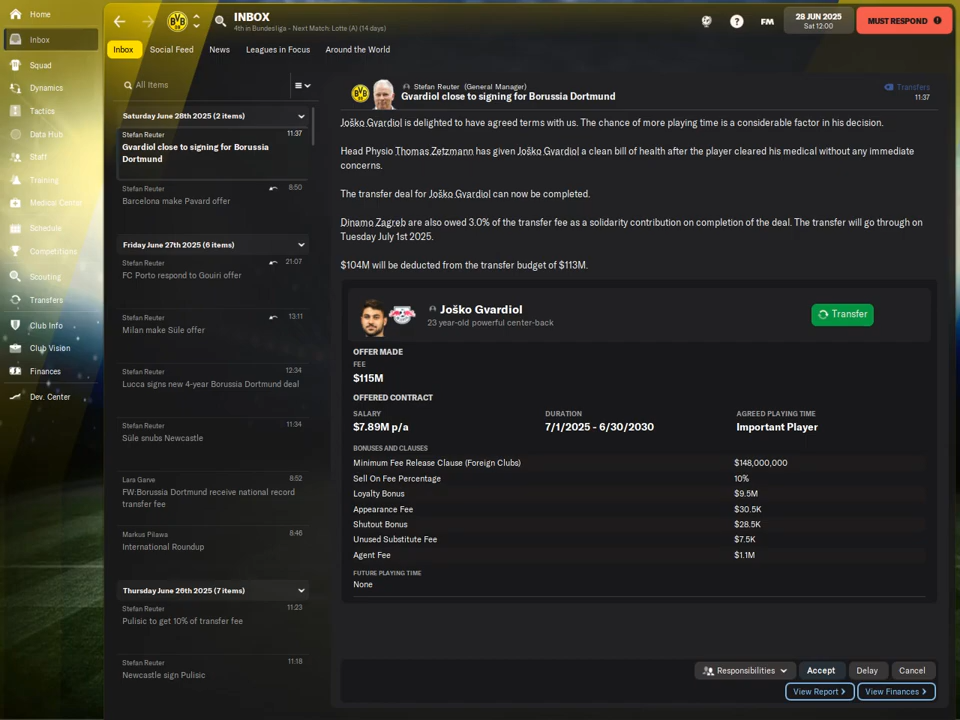 Home
Inbox
Squad
Dynamics
Tactics
Data Hub
Staff
Training
Medical Center
Schedule
Competitions
Scouting
Transfers
Club Info
Club Vision
Finances
Dev. Center
INBOX
4th in Bundesliga - Next Match: Lotte (A) (14 days)
FM
28 JUN 2025
Sat 12:00
MUST RESPOND
Inbox
Social Feed
News
Leagues in Focus
Around the World
All Items
Saturday June 28th 2025 (2 items)
Stefan Reuter 11:37
Gvardiol close to signing for Borussia
Dortmund
Stefan Reuter 8:50
Barcelona make Pavard offer
Friday June 27th 2025 (6 items)
Stefan Reuter 21:07
FC Porto respond to Gouiri offer
Stefan Reuter 13:11
Milan make Süle offer
Stefan Reuter 12:34
Lucca signs new 4-year Borussia Dortmund deal
Stefan Reuter 11:34
Süle snubs Newcastle
Lara Garve 8:52
FW:Borussia Dortmund receive national record
transfer fee
Markus Pilawa 8:46
International Roundup
Thursday June 26th 2025 (7 items)
Stefan Reuter 11:23
Pulisic to get 10% of transfer fee
Stefan Reuter 11:18
Newcastle sign Pulisic
BVB
09
Stefan Reuter (General Manager)
Gvardiol close to signing for Borussia Dortmund
Transfers
11:37
Joško Gvardiol is delighted to have agreed terms with us. The chance of more playing time is a considerable factor in his decision.
Head Physio Thomas Zetzmann has given Joško Gvardiol a clean bill of health after the player cleared his medical without any immediate
concerns.
The transfer deal for Joško Gvardiol can now be completed.
Dinamo Zagreb are also owed 3.0% of the transfer fee as a solidarity contribution on completion of the deal. The transfer will go through on
Tuesday July 1st 2025.
$104M will be deducted from the transfer budget of $113M.
Joško Gvardiol
23 year-old powerful center-back
Transfer
OFFER MADE
FEE
$115M
OFFERED CONTRACT
SALARY DURATION AGREED PLAYING TIME
$7.89M p/a 7/1/2025 - 6/30/2030 Important Player
BONUSES AND CLAUSES
Minimum Fee Release Clause (Foreign Clubs) $148,000,000
Sell On Fee Percentage 10%
Loyalty Bonus $9.5M
Appearance Fee $30.5K
Shutout Bonus $28.5K
Unused Substitute Fee $7.5K
Agent Fee $1.1M
FUTURE PLAYING TIME
None
Responsibilities
Accept
Delay
Cancel
View Report
View Finances